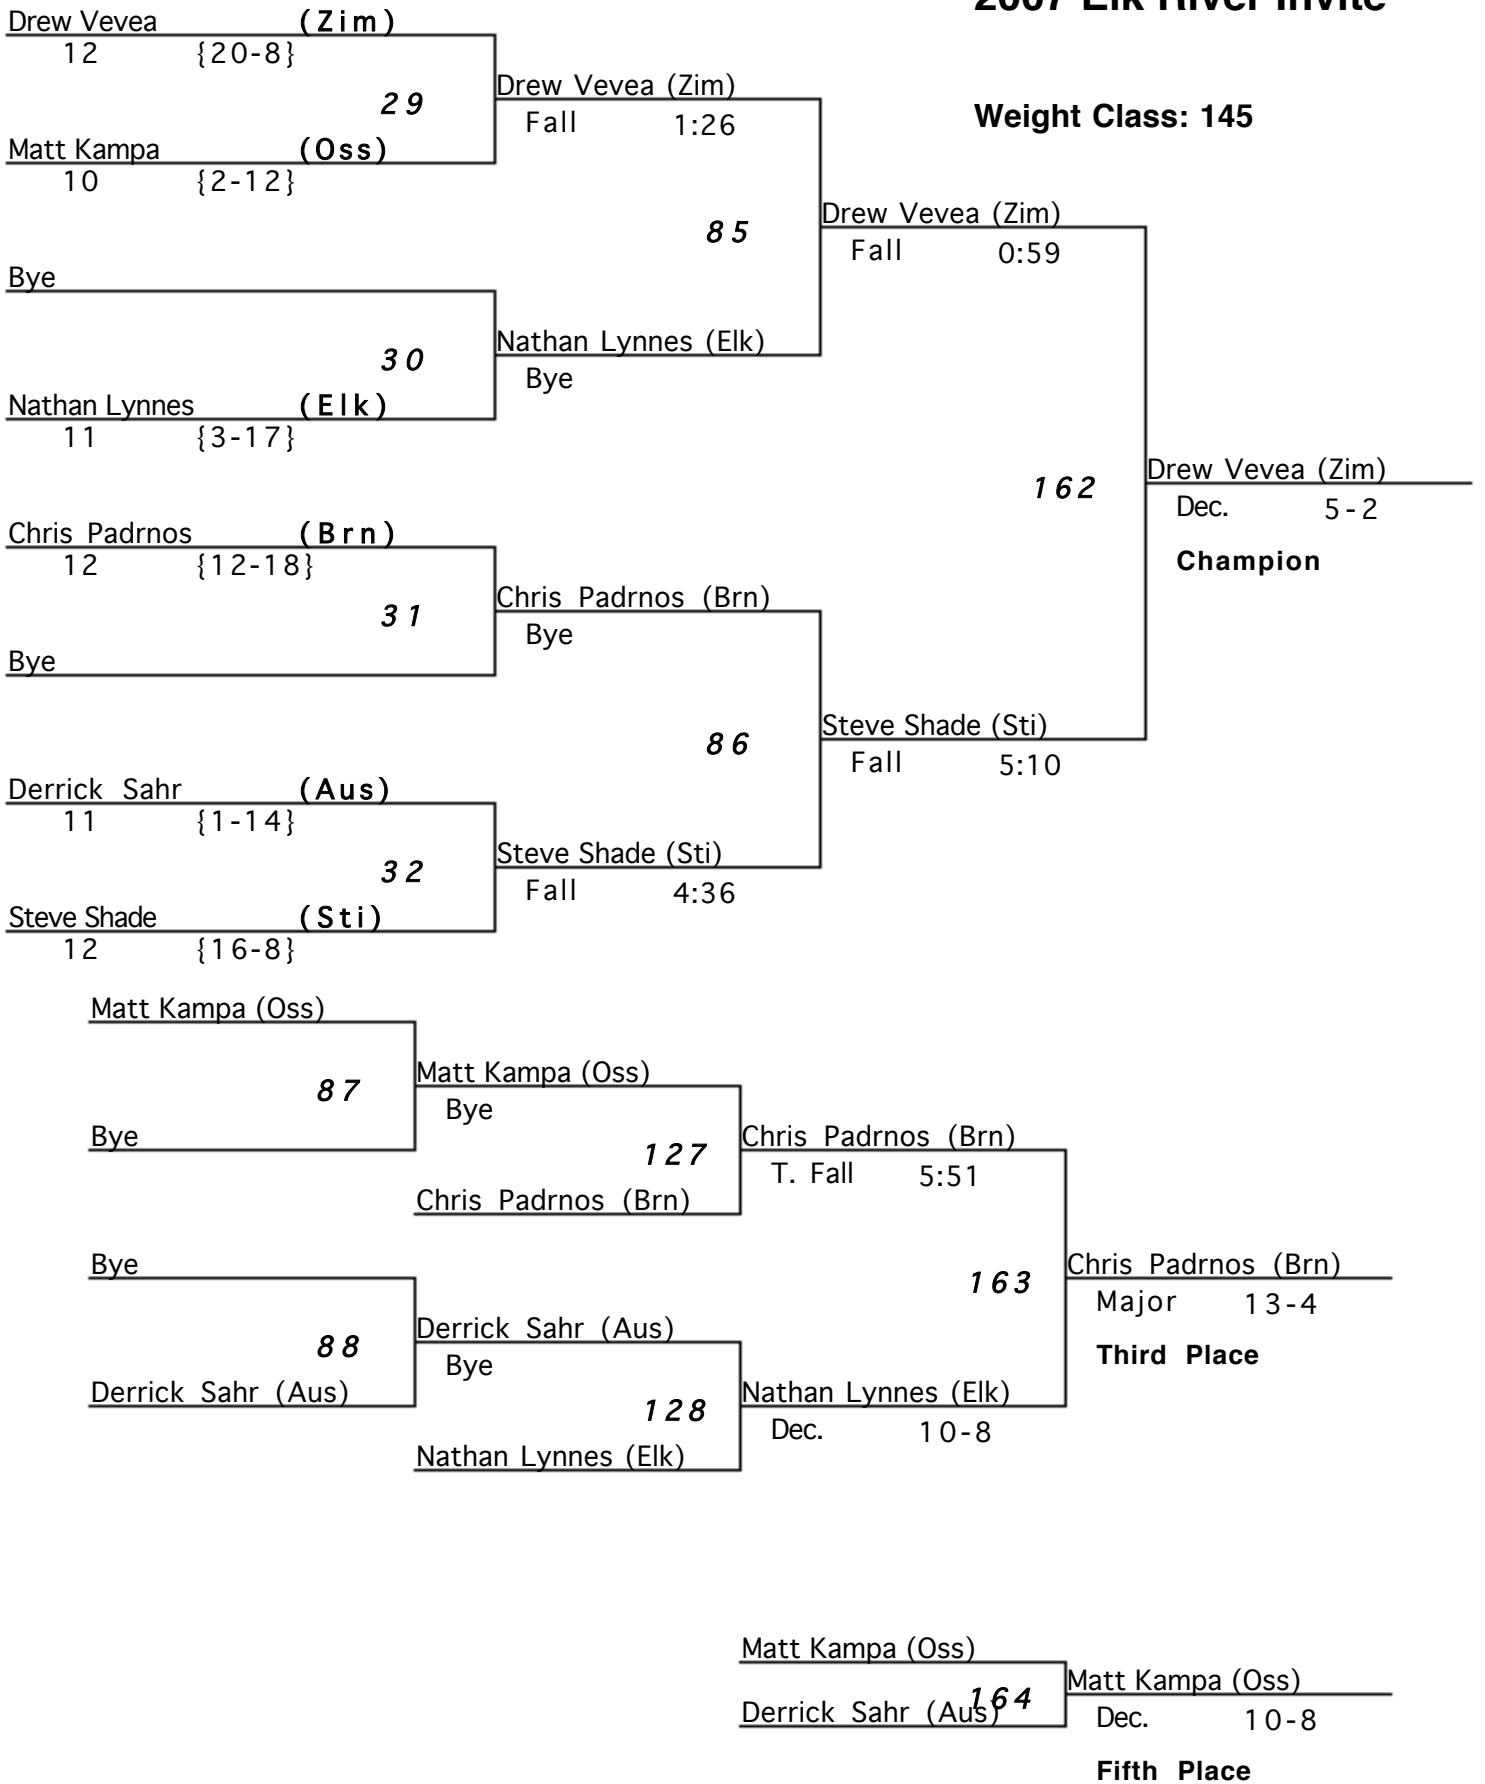 2007 Elk River Invite
Weight Class: 145
Drew Vevea (Zim)
12 {20-8}
29
Matt Kampa (Oss)
10 {2-12}
Bye
30
Nathan Lynnes (Elk)
11 {3-17}
Chris Padrnos (Brn)
12 {12-18}
31
Bye
Derrick Sahr (Aus)
11 {1-14}
32
Steve Shade (Sti)
12 {16-8}
Drew Vevea (Zim)
Fall 1:26
85
Nathan Lynnes (Elk)
Bye
Chris Padrnos (Brn)
Bye
86
Steve Shade (Sti)
Fall 4:36
Drew Vevea (Zim)
Fall 0:59
162
Steve Shade (Sti)
Fall 5:10
Drew Vevea (Zim)
Dec. 5-2
Champion
Matt Kampa (Oss)
87
Bye
Bye
88
Derrick Sahr (Aus)
Matt Kampa (Oss)
Bye
127
Chris Padrnos (Brn)
Derrick Sahr (Aus)
Bye
128
Nathan Lynnes (Elk)
Chris Padrnos (Brn)
T. Fall 5:51
163
Nathan Lynnes (Elk)
Dec. 10-8
Chris Padrnos (Brn)
Major 13-4
Third Place
Matt Kampa (Oss)
164
Derrick Sahr (Aus)
Matt Kampa (Oss)
Dec. 10-8
Fifth Place